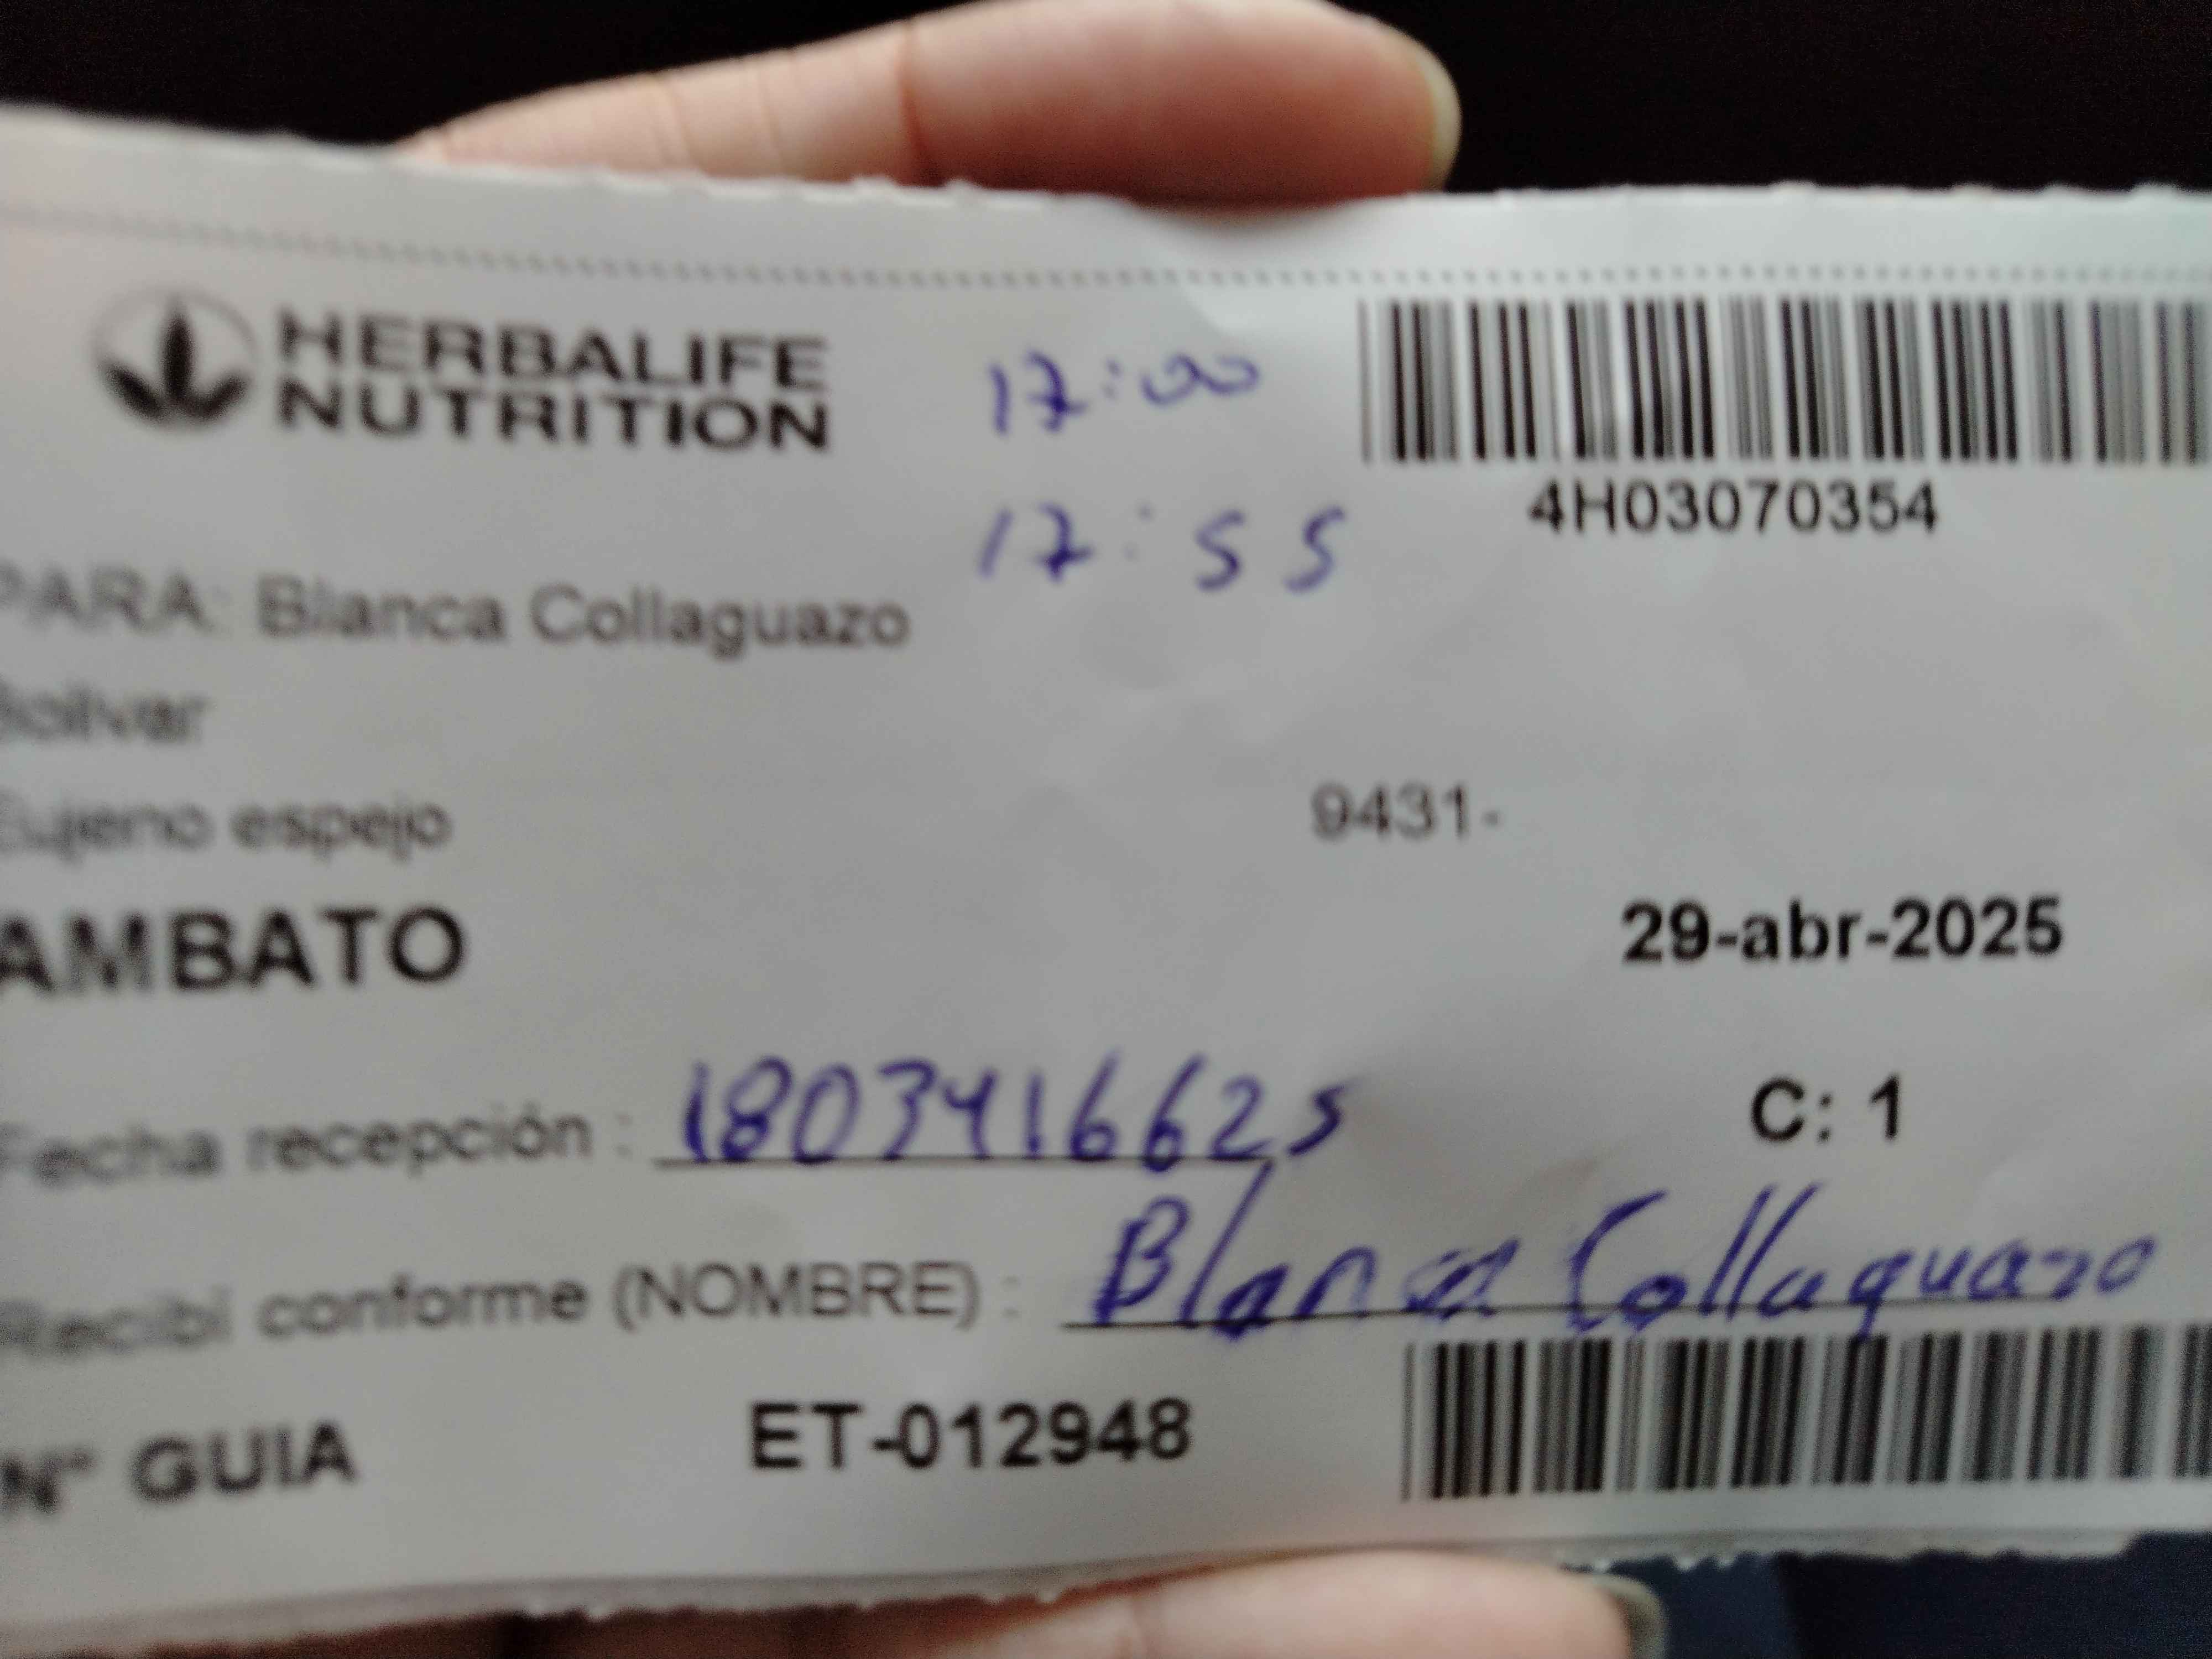 HERBALIFE
NUTRITION
17:00
4H03070354
17:55
PARA: Blanca Collaguazo
Bolivar
Eujeno espejo
9431-
AMBATO
29-abr-2025
Fecha recepción : 1803416625
C: 1
Recibí conforme (NOMBRE) : Blanca Collaguazo
N° GUIA ET-012948